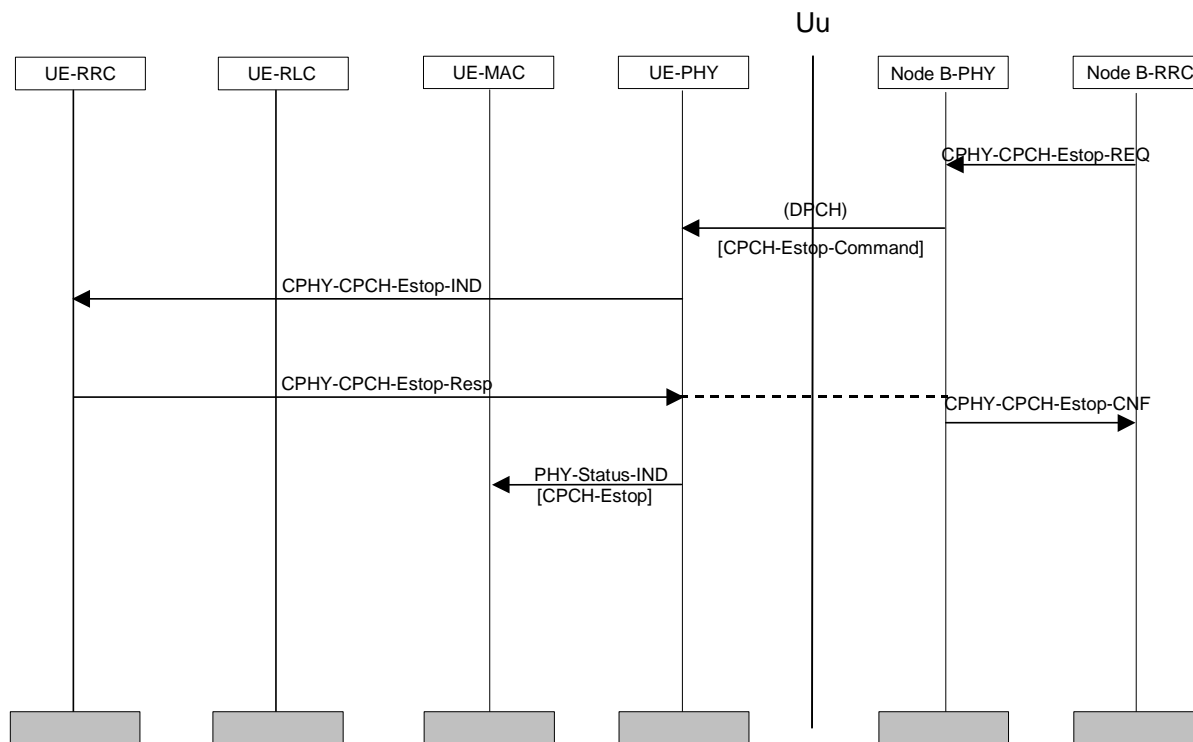 Uu
UE-RRC
UE-RLC
UE-MAC
UE-PHY
Node B-PHY
Node B-RRC
CPHY-CPCH-Estop-REQ
(DPCH)
[CPCH-Estop-Command]
CPHY-CPCH-Estop-IND
CPHY-CPCH-Estop-Resp
CPHY-CPCH-Estop-CNF
PHY-Status-IND
[CPCH-Estop]